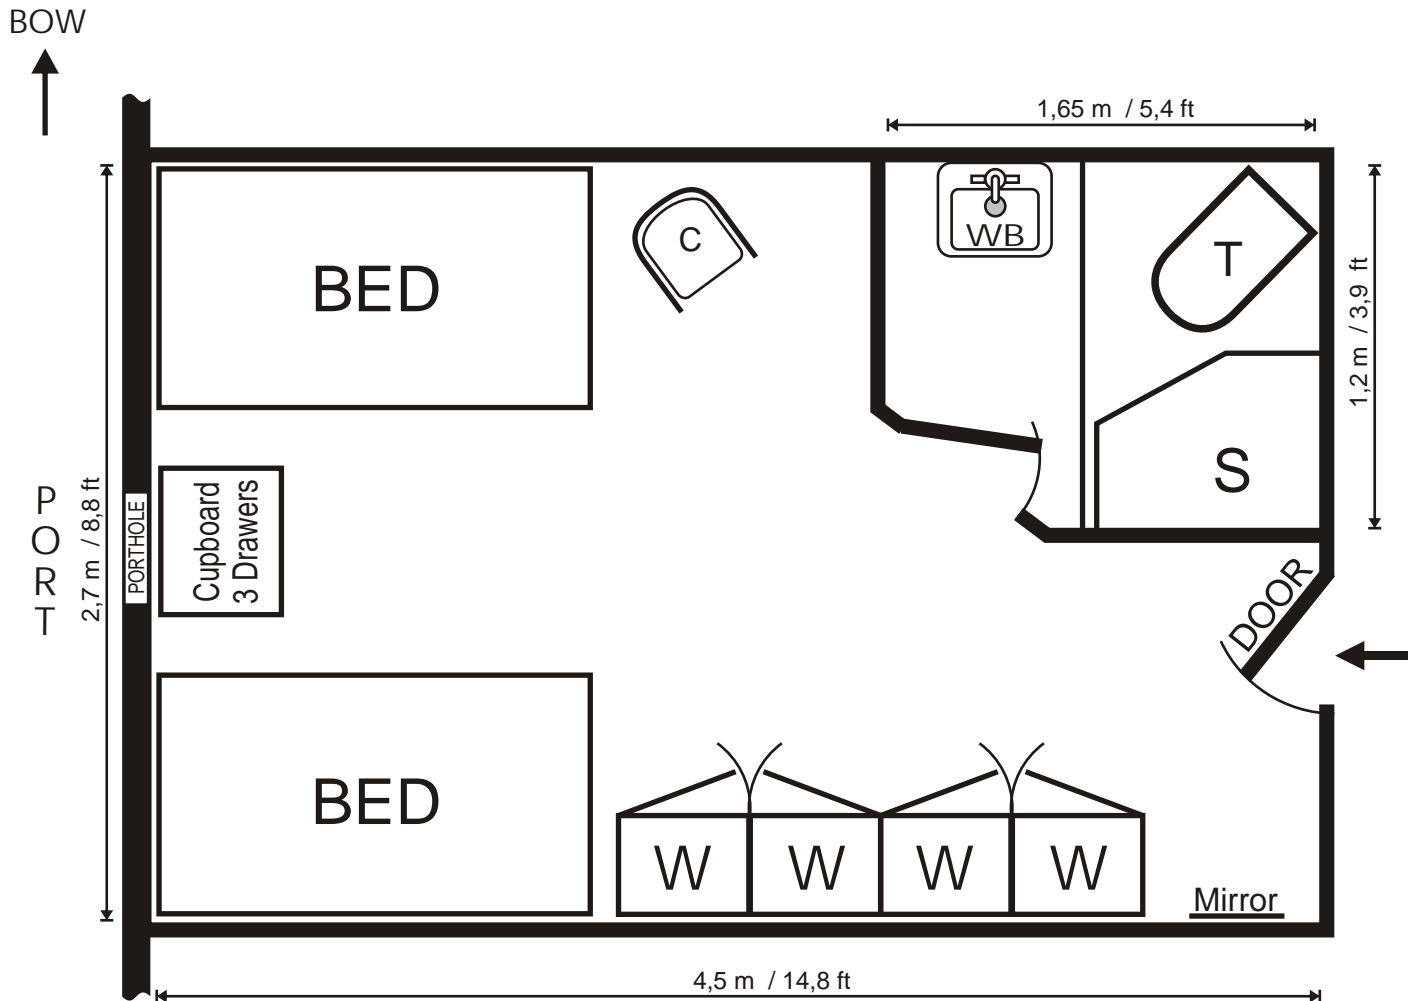 BOW
1,65 m / 5,4 ft
BED
C
WB
T
1,2 m / 3,9 ft
S
PORT
2,7 m / 8,8 ft
PORTHOLE
Cupboard
3 Drawers
DOOR
BED
W
W
W
W
Mirror
4,5 m / 14,8 ft